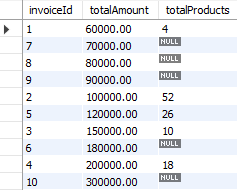 invoiceId totalAmount totalProducts
1 60000.00 4
7 70000.00 NULL
8 80000.00 NULL
9 90000.00 NULL
2 100000.00 52
5 120000.00 26
3 150000.00 10
6 180000.00 NULL
4 200000.00 18
10 300000.00 NULL